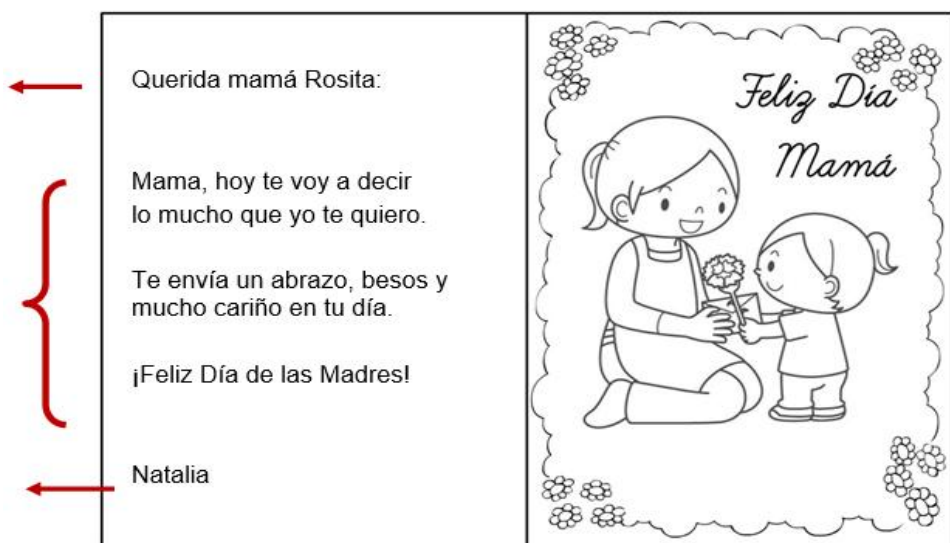 Querida mamá Rosita:
Mama, hoy te voy a decir
lo mucho que yo te quiero.
Te envía un abrazo, besos y
mucho cariño en tu día.
¡Feliz Día de las Madres!
Natalia
Feliz Día
Mamá